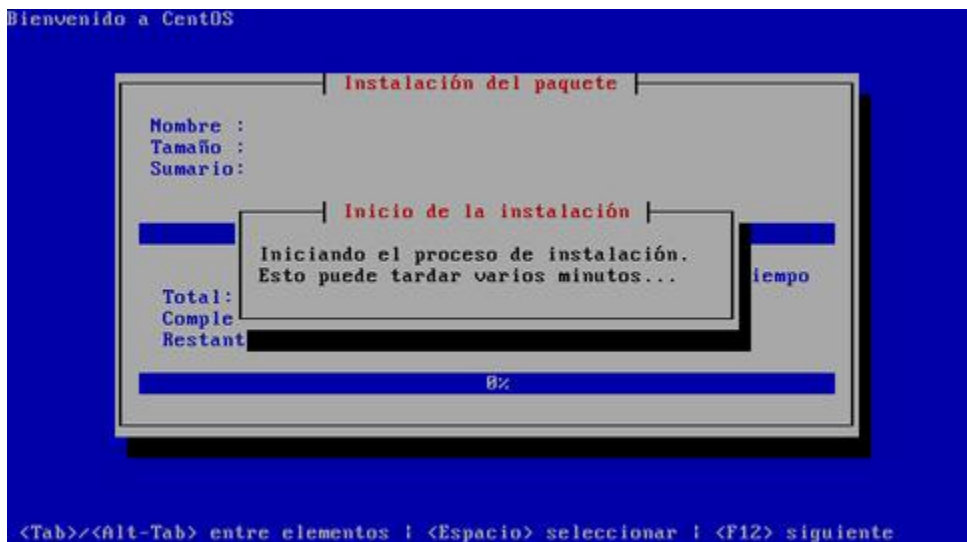 Bienvenido a CentOS
Instalación del paquete
Nombre :
Tamaño :
Sumario:
Inicio de la instalación
Iniciando el proceso de instalación.
Esto puede tardar varios minutos...
iempo
Total:
Comple
Restant
0%
<Tab>/<Alt-Tab> entre elementos | <Espacio> seleccionar | <F12> siguiente